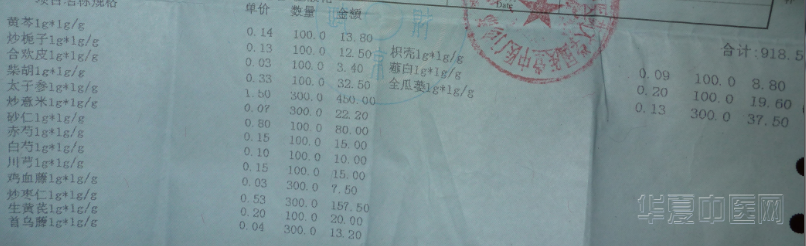 项目名称规格 单价 数量 金额
黄芩1g*1g/g 0.14 100.0 13.80
炒栀子1g*1g/g 0.13 100.0 12.50
合欢皮1g*1g/g 0.03 100.0 3.40
柴胡1g*1g/g 0.33 100.0 32.50
太子参1g*1g/g 1.50 300.0 450.00
炒薏米1g*1g/g 0.07 300.0 22.20
砂仁1g*1g/g 0.80 100.0 80.00
赤芍1g*1g/g 0.15 100.0 15.00
白芍1g*1g/g 0.10 100.0 10.00
川芎1g*1g/g 0.15 100.0 15.00
鸡血藤1g*1g/g 0.03 300.0 7.50
炒枣仁1g*1g/g 0.53 300.0 157.50
生黄芪1g*1g/g 0.20 100.0 20.00
首乌藤1g*1g/g 0.04 300.0 13.20
枳壳1g*1g/g 0.09 100.0 8.80
薤白1g*1g/g 0.20 100.0 19.60
全瓜蒌1g*1g/g 0.13 300.0 37.50
合计:918.5
华夏中医网